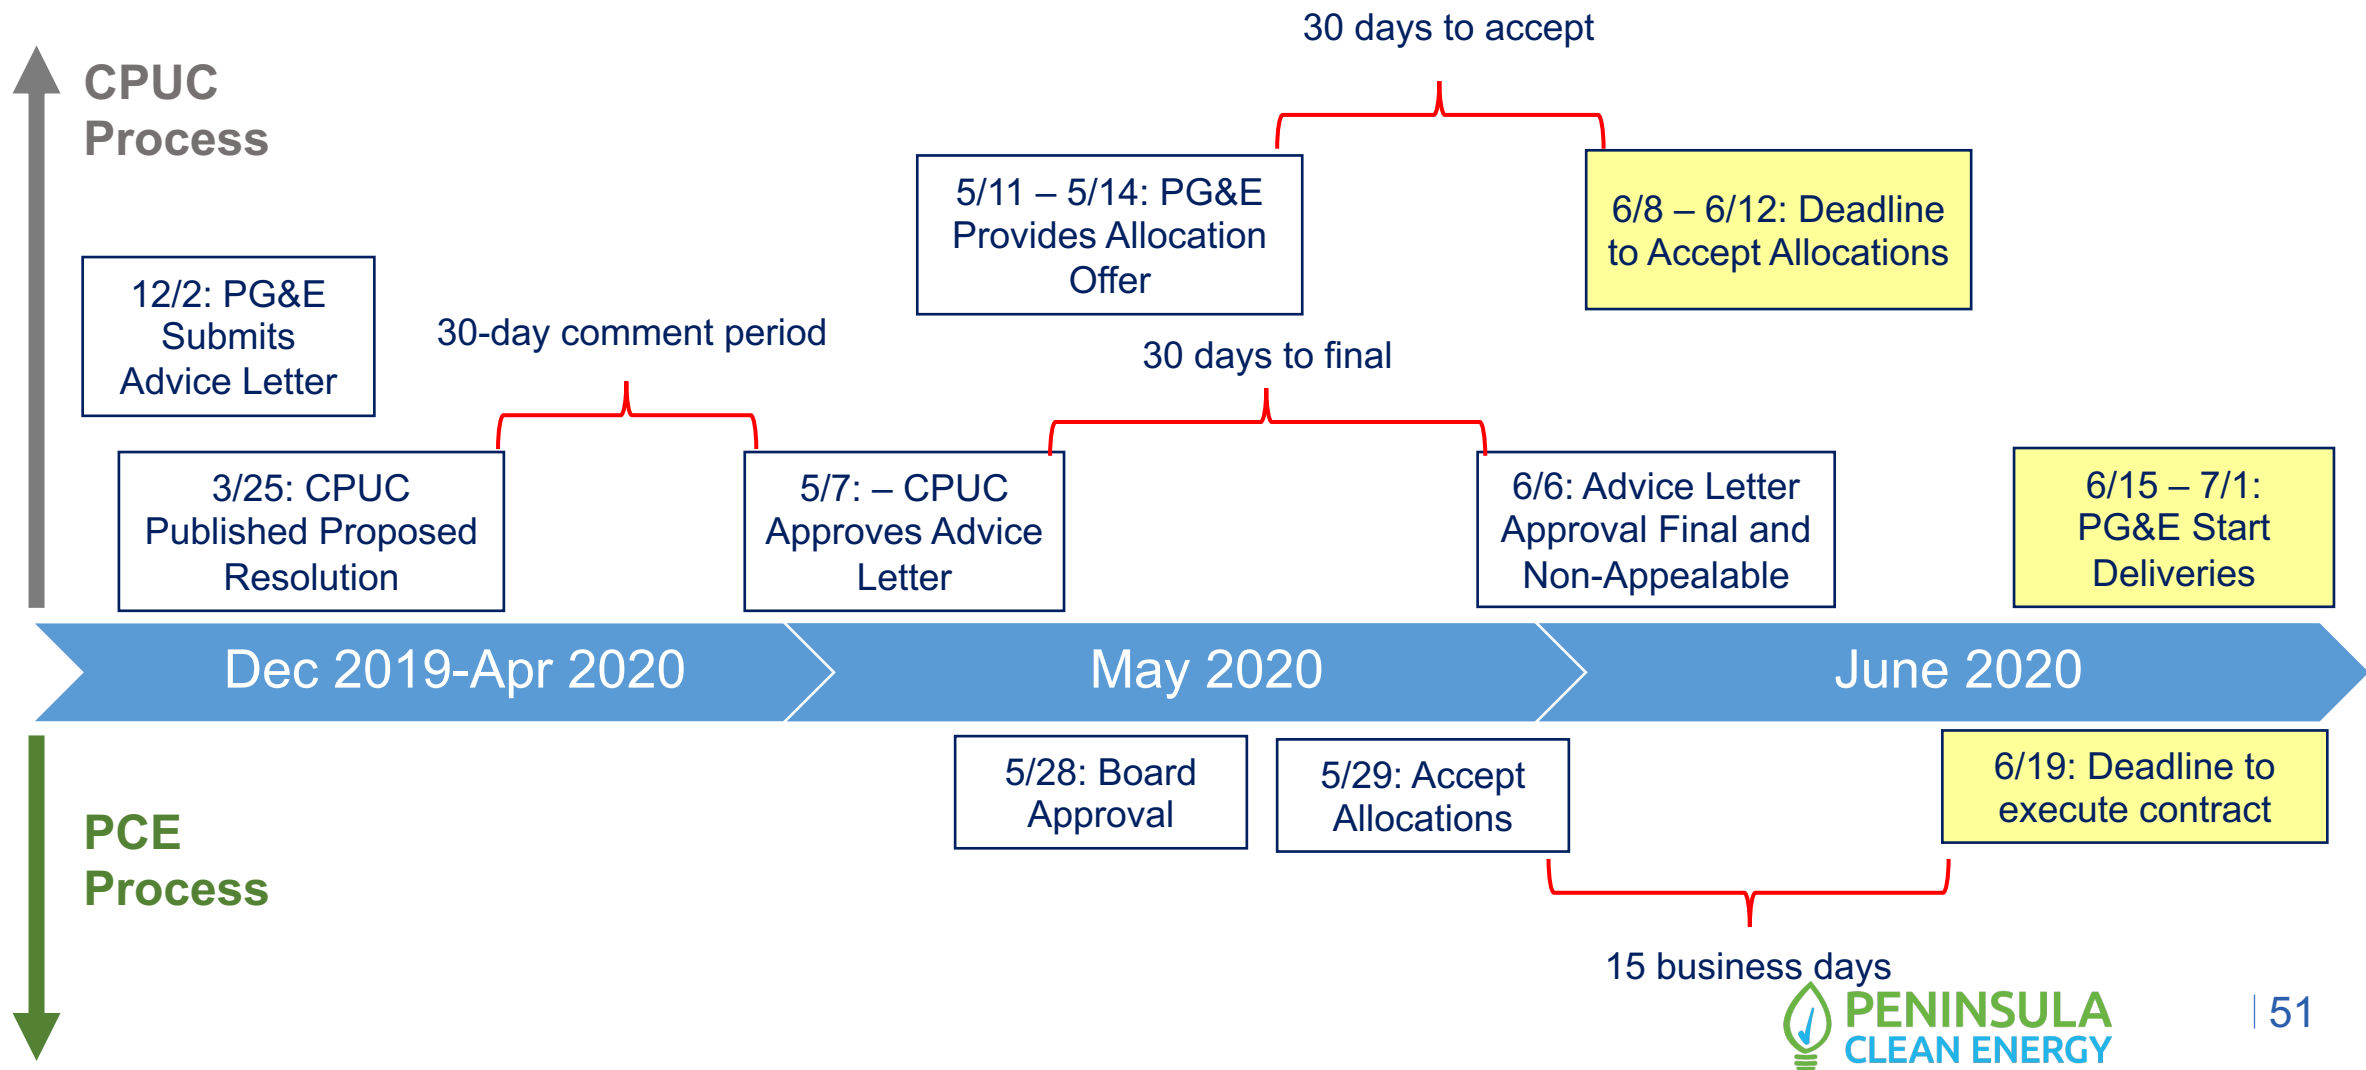 30 days to accept
CPUC
Process
5/11 – 5/14: PG&E
Provides Allocation
Offer
6/8 – 6/12: Deadline
to Accept Allocations
12/2: PG&E
Submits
Advice Letter
30-day comment period
30 days to final
3/25: CPUC
Published Proposed
Resolution
5/7: – CPUC
Approves Advice
Letter
6/6: Advice Letter
Approval Final and
Non-Appealable
6/15 – 7/1:
PG&E Start
Deliveries
Dec 2019-Apr 2020
May 2020
June 2020
5/28: Board
Approval
5/29: Accept
Allocations
6/19: Deadline to
execute contract
PCE
Process
15 business days
PENINSULA
CLEAN ENERGY
51